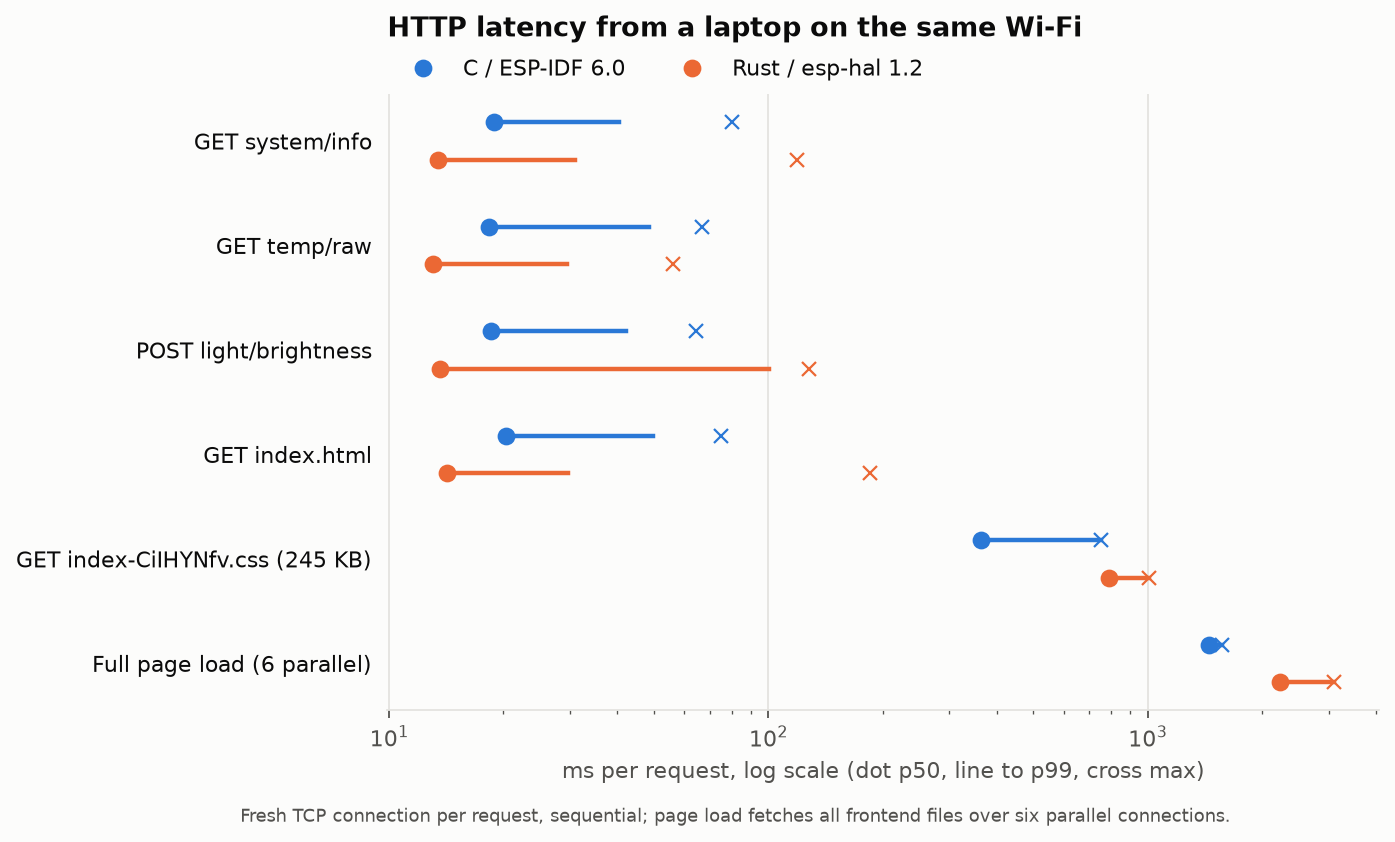 HTTP latency from a laptop on the same Wi-Fi
C / ESP-IDF 6.0
Rust / esp-hal 1.2
GET system/info
GET temp/raw
POST light/brightness
GET index.html
GET index-CiIHYNfv.css (245 KB)
Full page load (6 parallel)
10¹ 10² 10³
ms per request, log scale (dot p50, line to p99, cross max)
Fresh TCP connection per request, sequential; page load fetches all frontend files over six parallel connections.